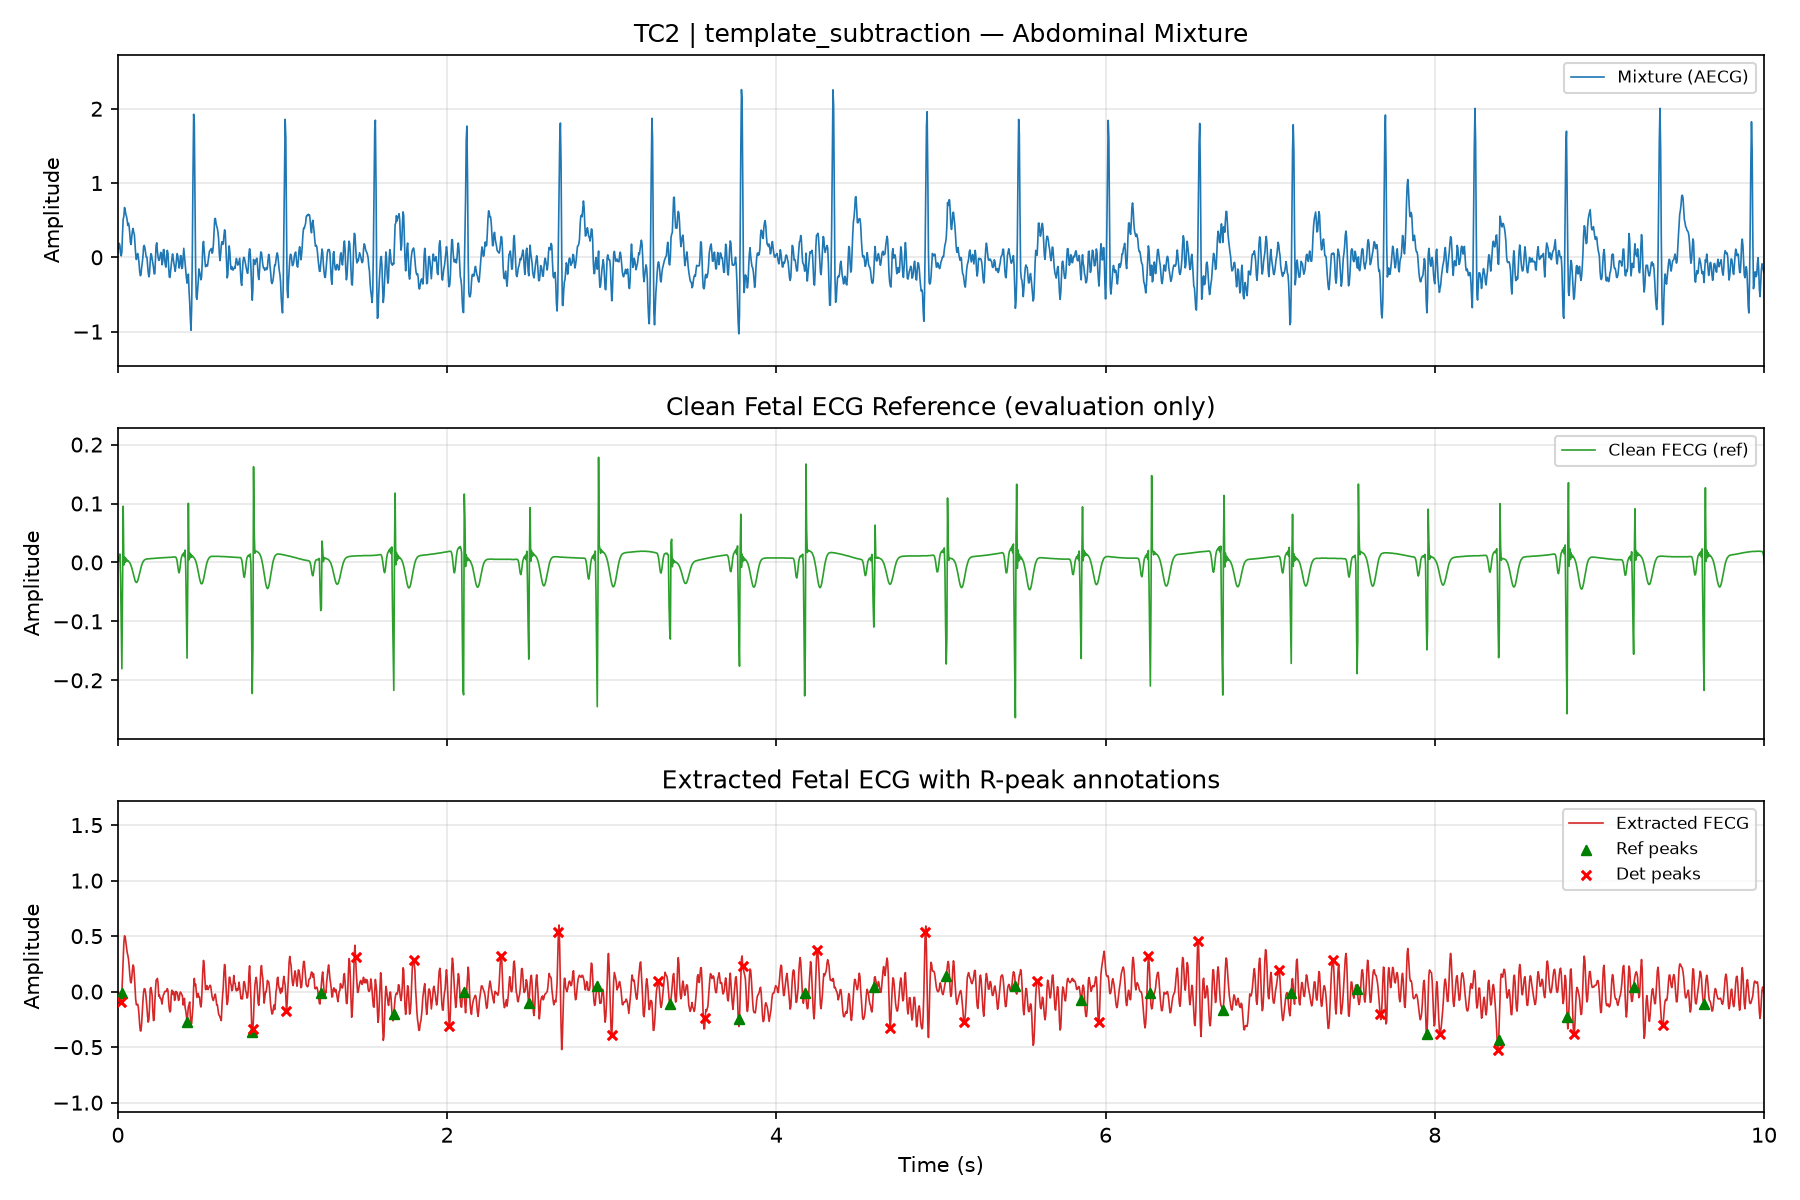 TC2 | template_subtraction — Abdominal Mixture
Mixture (AECG)
Amplitude
2
1
0
−1
Clean Fetal ECG Reference (evaluation only)
Clean FECG (ref)
Amplitude
0.2
0.1
0.0
−0.1
−0.2
Extracted Fetal ECG with R-peak annotations
Extracted FECG
Ref peaks
Det peaks
Amplitude
1.5
1.0
0.5
0.0
−0.5
−1.0
0 2 4 6 8 10
Time (s)